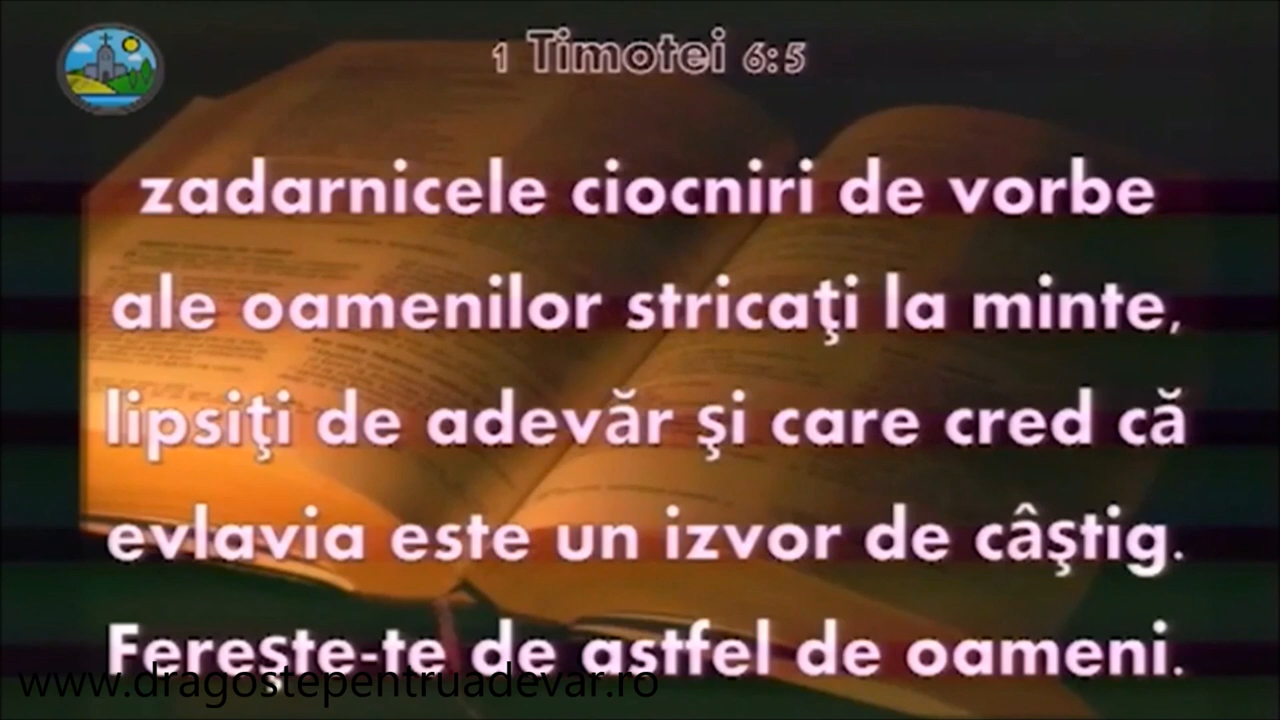 1 Timotei 6:5
zadarnicele ciocniri de vorbe
ale oamenilor stricaţi la minte,
lipsiţi de adevăr şi care cred că
evlavia este un izvor de câştig.
Fereşte-te de astfel de oameni.
www.dragostepentruadevar.ro